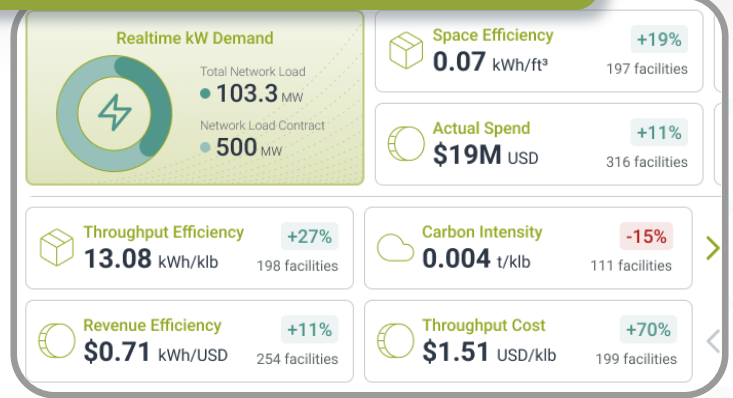 Realtime kW Demand
Total Network Load
103.3 MW
Network Load Contract
500 MW
Space Efficiency
0.07 kWh/ft³
+19%
197 facilities
Actual Spend
$19M USD
+11%
316 facilities
Throughput Efficiency
13.08 kWh/klb
+27%
198 facilities
Carbon Intensity
0.004 t/klb
-15%
111 facilities
Revenue Efficiency
$0.71 kWh/USD
+11%
254 facilities
Throughput Cost
$1.51 USD/klb
+70%
199 facilities